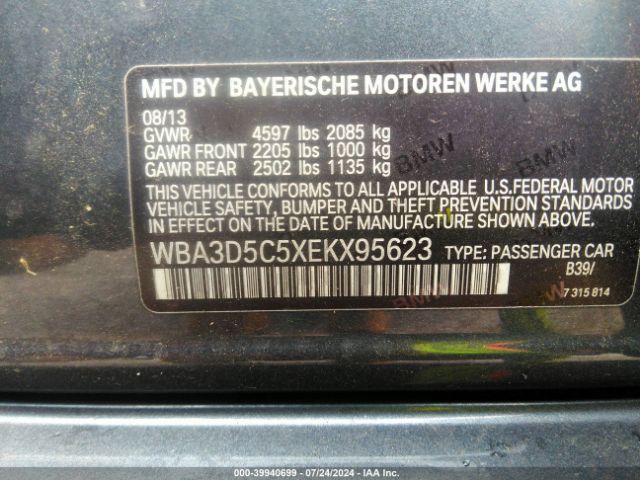 MFD BY BAYERISCHE MOTOREN WERKE AG
08/13
GVWR 4597 lbs 2085 kg
GAWR FRONT 2205 lbs 1000 kg
GAWR REAR 2502 lbs 1135 kg
THIS VEHICLE CONFORMS TO ALL APPLICABLE U.S.FEDERAL MOTOR
VEHICLE SAFETY, BUMPER AND THEFT PREVENTION STANDARDS
IN EFFECT ON THE DATE OF MANUFACTURE SHOWN ABOVE.
WBA3D5C5XEKX95623 TYPE: PASSENGER CAR
B39/
7 315 814
BMW
BMW
BMW
000-39940699 - 07/24/2024 - IAA Inc.